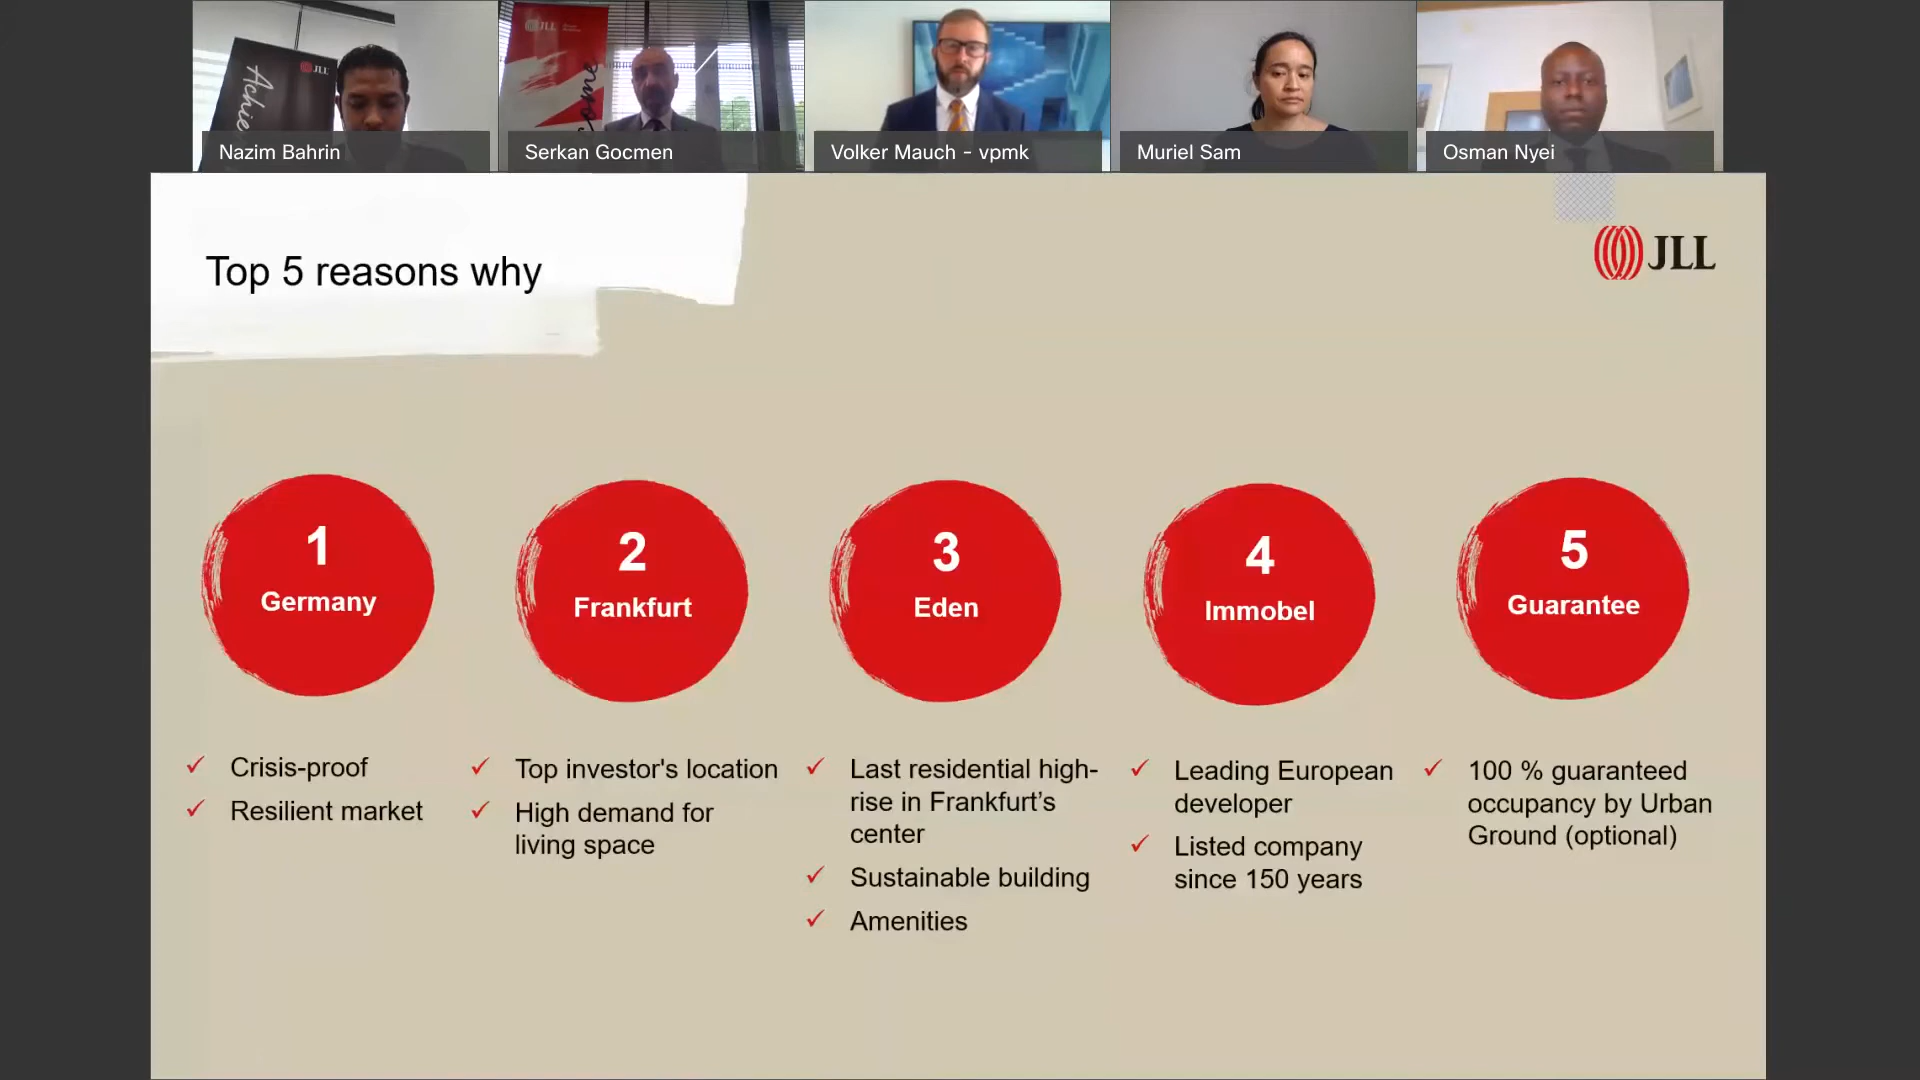 JLL
Achie
JLL
Nazim Bahrin
Serkan Gocmen
Volker Mauch - vpmk
Muriel Sam
Osman Nyei
Top 5 reasons why
JLL
1
Germany
2
Frankfurt
3
Eden
4
Immobel
5
Guarantee
Crisis-proof
Resilient market
Top investor's location
High demand for
living space
Last residential high-
rise in Frankfurt’s
center
Sustainable building
Amenities
Leading European
developer
Listed company
since 150 years
100 % guaranteed
occupancy by Urban
Ground (optional)